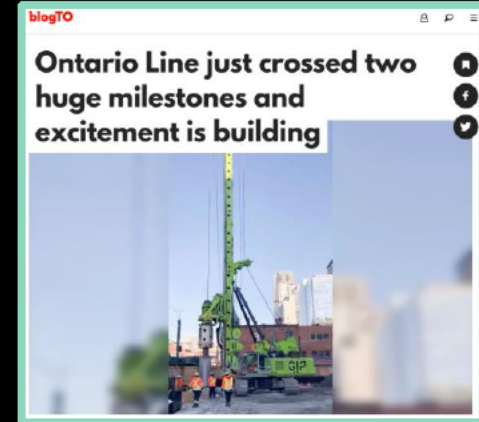 blogTO
Ontario Line just crossed two
huge milestones and
excitement is building
GIP